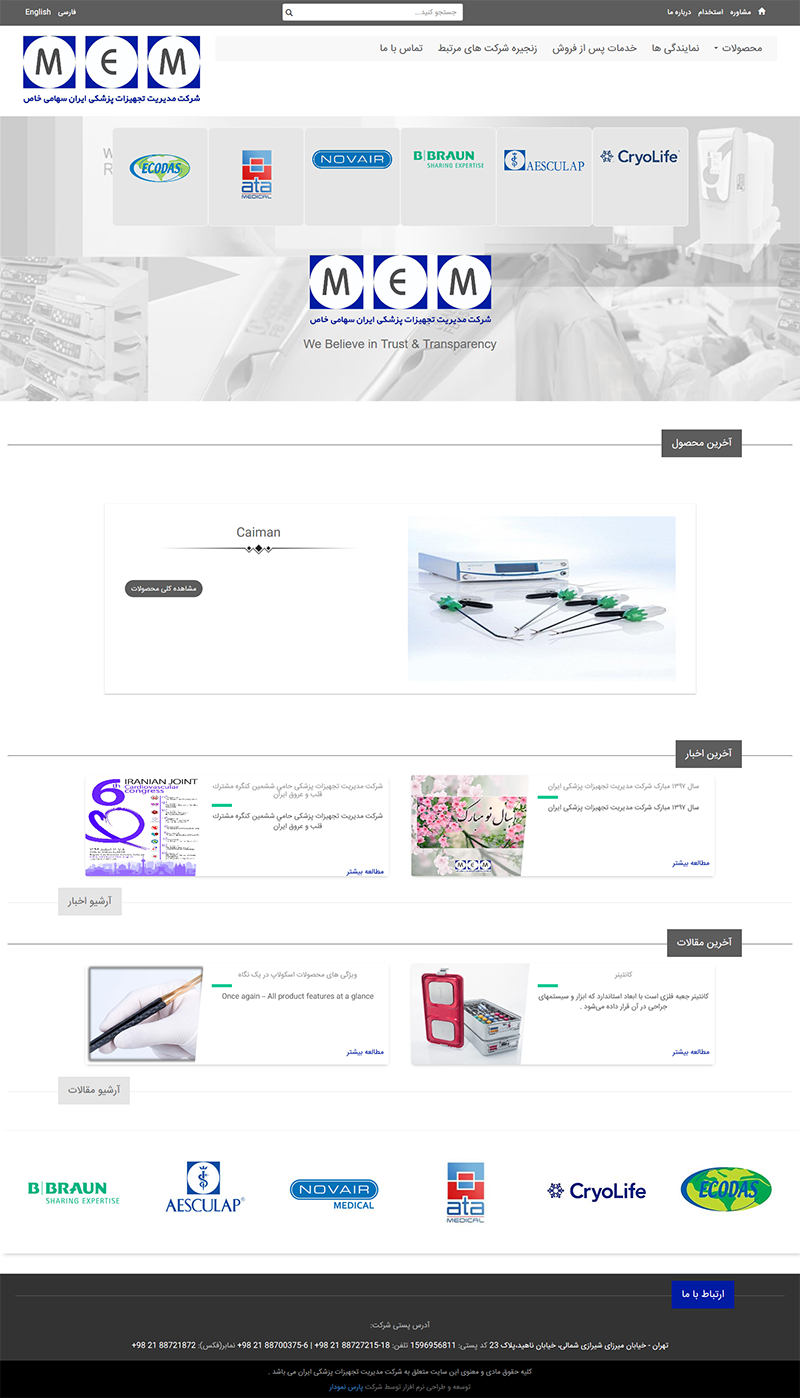 مشاوره استخدام درباره ما
جستجو کنید...
فارسی English
محصولات نمایندگی ها خدمات پس از فروش زنجیره شرکت های مرتبط تماس با ما
MEM
شرکت مدیریت تجهیزات پزشکی ایران سهامی خاص
ECODAS
ata
MEDICAL
NOVAIR
B|BRAUN
SHARING EXPERTISE
AESCULAP
CryoLife
MEM
شرکت مدیریت تجهیزات پزشکی ایران سهامی خاص
We Believe in Trust & Transparency
آخرین محصول
Caiman
مشاهده کلی محصولات
آخرین اخبار
سال ۱۳۹۷ مبارک شرکت مدیریت تجهیزات پزشکی ایران
سال ۱۳۹۷ مبارک شرکت مدیریت تجهیزات پزشکی ایران
مطالعه بیشتر
سال نو مبارک
MEM
شرکت مدیریت تجهیزات پزشکی حامی ششمین کنگره مشترک
قلب و عروق ایران
شرکت مدیریت تجهیزات پزشکی حامی ششمین کنگره مشترک
قلب و عروق ایران
مطالعه بیشتر
6th IRANIAN JOINT
Cardiovascular
congress
آرشیو اخبار
آخرین مقالات
کانتینر
کانتینر جعبه فلزی است با ابعاد استاندارد که ابزار و سیستمهای
جراحی در آن قرار داده می‌شود .
مطالعه بیشتر
ویژگی های محصولات اسکولاپ در یک نگاه
Once again – All product features at a glance
مطالعه بیشتر
آرشیو مقالات
B|BRAUN
SHARING EXPERTISE
AESCULAP®
NOVAIR
MEDICAL
ata
MEDICAL
CryoLife
ECODAS
ارتباط با ما
آدرس پستی شرکت:
تهران - خیابان میرزای شیرازی شمالی، خیابان ناهید،پلاک 23 کد پستی: 1596956811 تلفن: 18-88727215 21 98+ | 6-88700375 21 98+ نمابر(فکس): 88721872 21 98+
کلیه حقوق مادی و معنوی این سایت متعلق به شرکت مدیریت تجهیزات پزشکی ایران می باشد .
توسعه و طراحی نرم افزار توسط شرکت پارس نمودار